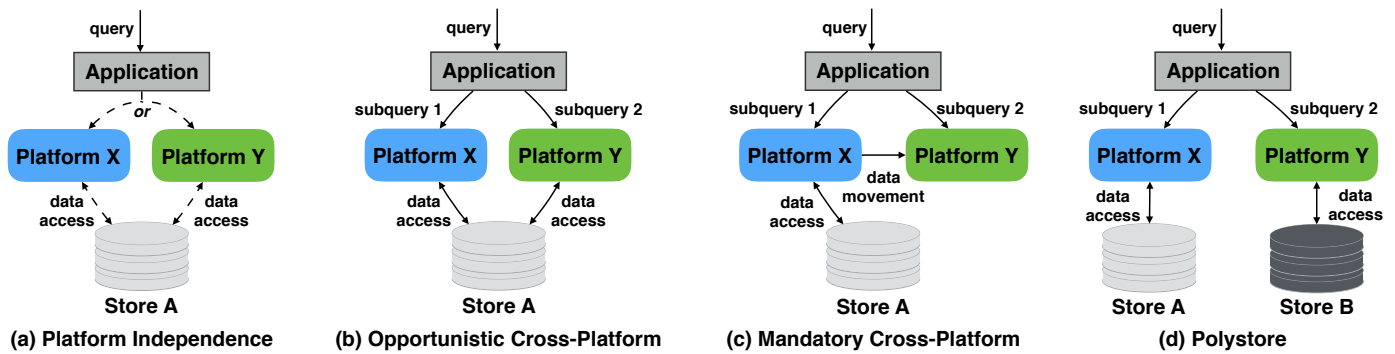 query
Application
or
Platform X
Platform Y
data
access
data
access
Store A
(a) Platform Independence
query
Application
subquery 1
subquery 2
Platform X
Platform Y
data
access
data
access
Store A
(b) Opportunistic Cross-Platform
query
Application
subquery 1
subquery 2
Platform X
Platform Y
data
movement
data
access
Store A
(c) Mandatory Cross-Platform
query
Application
subquery 1
subquery 2
Platform X
Platform Y
data
access
data
access
Store A
Store B
(d) Polystore